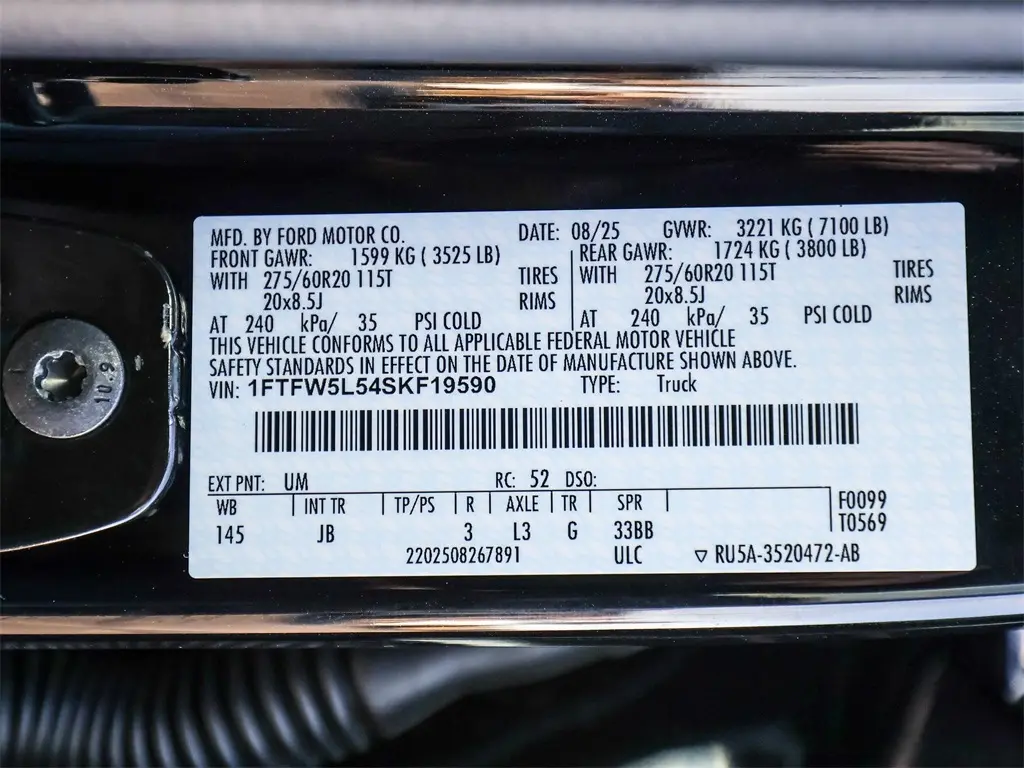 MFD. BY FORD MOTOR CO. DATE: 08/25 GVWR: 3221 KG ( 7100 LB)
FRONT GAWR: 1599 KG ( 3525 LB) REAR GAWR: 1724 KG ( 3800 LB)
WITH 275/60R20 115T TIRES WITH 275/60R20 115T TIRES
20x8.5J RIMS 20x8.5J RIMS
AT 240 kPa/ 35 PSI COLD AT 240 kPa/ 35 PSI COLD
THIS VEHICLE CONFORMS TO ALL APPLICABLE FEDERAL MOTOR VEHICLE
SAFETY STANDARDS IN EFFECT ON THE DATE OF MANUFACTURE SHOWN ABOVE.
VIN: 1FTFW5L54SKF19590 TYPE: Truck
EXT PNT: UM RC: 52 DSO:
WB INT TR TP/PS R AXLE TR SPR F0099
145 JB 3 L3 G 33BB T0569
2202508267891 ULC ▽ RU5A-3520472-AB
10.9